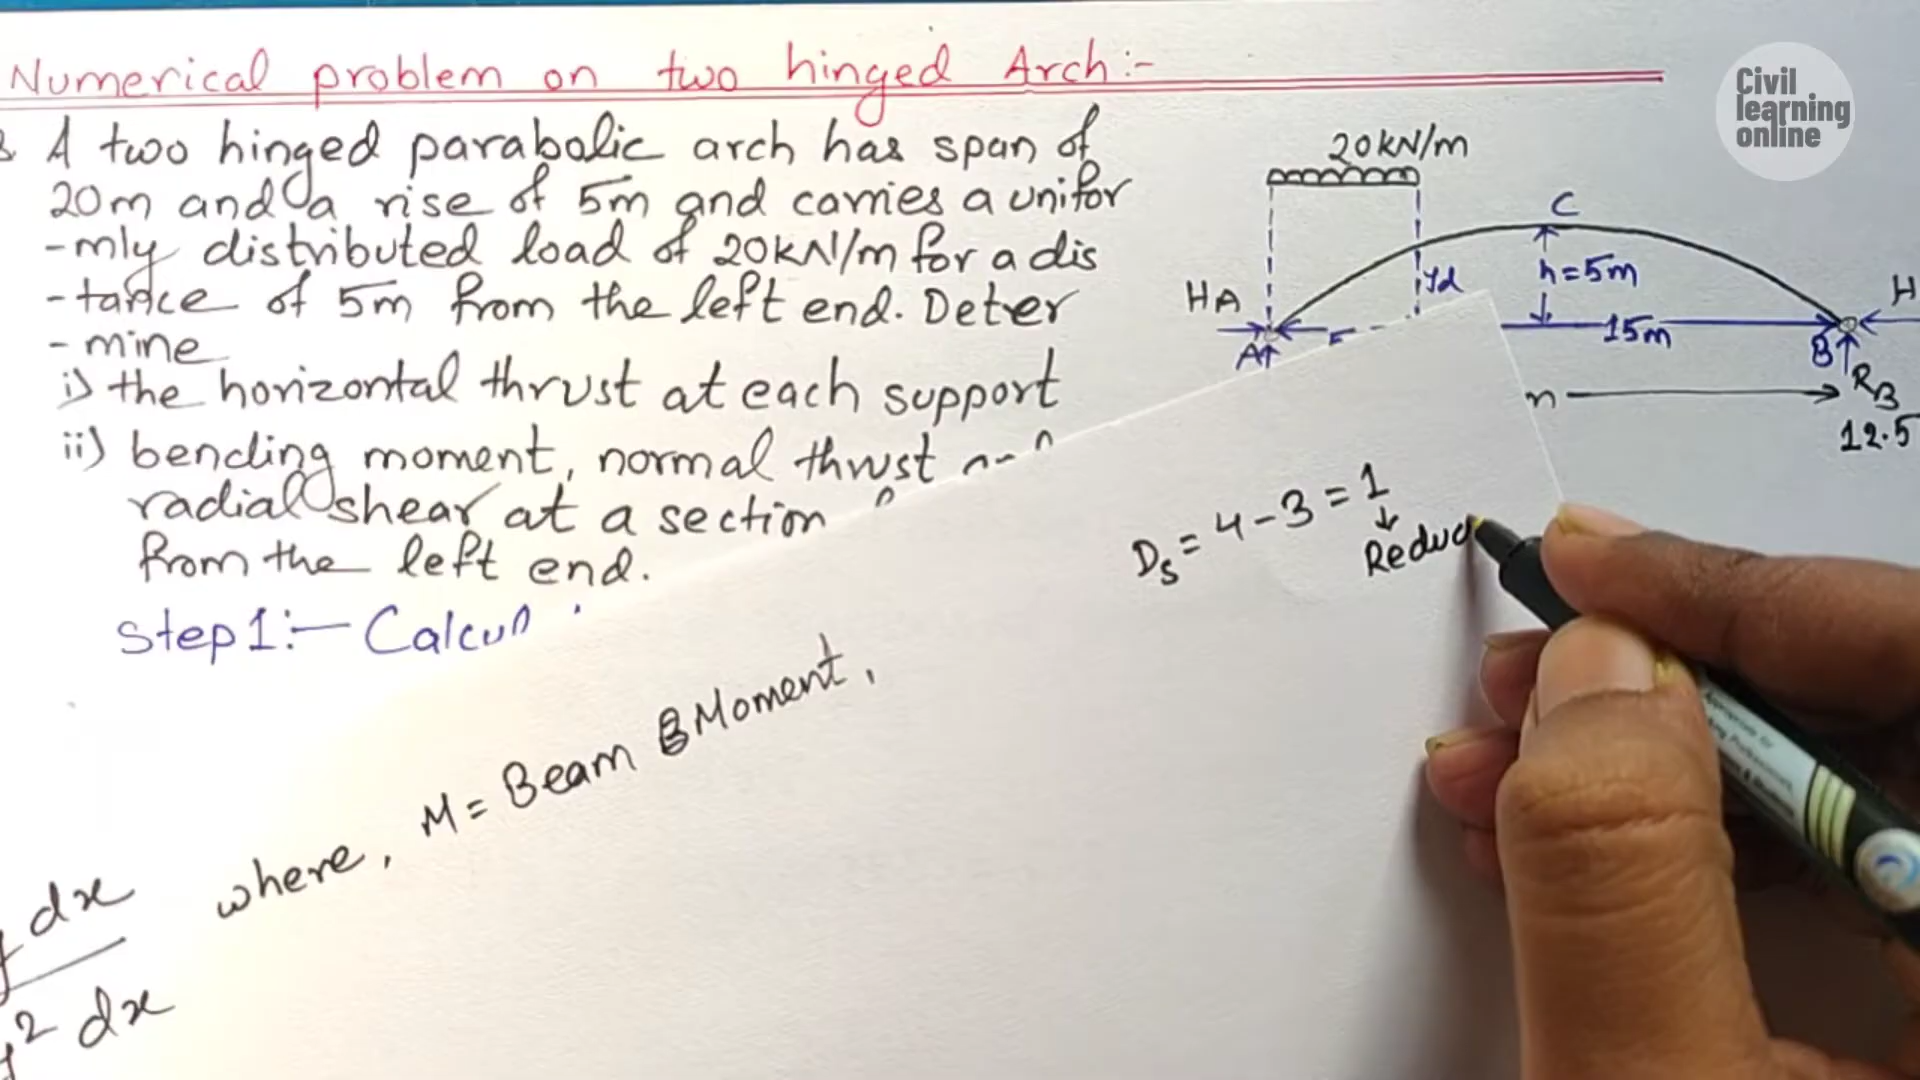 Numerical problem on two hinged Arch:-
A two hinged parabolic arch has span of
20m and a rise of 5m and carries a unifor
-mly distributed load of 20kN/m for a dis
-tance of 5m from the left end. Deter
-mine
i) the horizontal thrust at each support
ii) bending moment, normal thrust
radial shear at a section
from the left end.
Step1:- Calcu
20kN/m
C
h=5m
yd
HA
H
A
15m
B
RB
12.5
Ds = 4-3 = 1
Reduc
where, M = Beam Moment,
y dx
y2 dx
Civil
learning
online